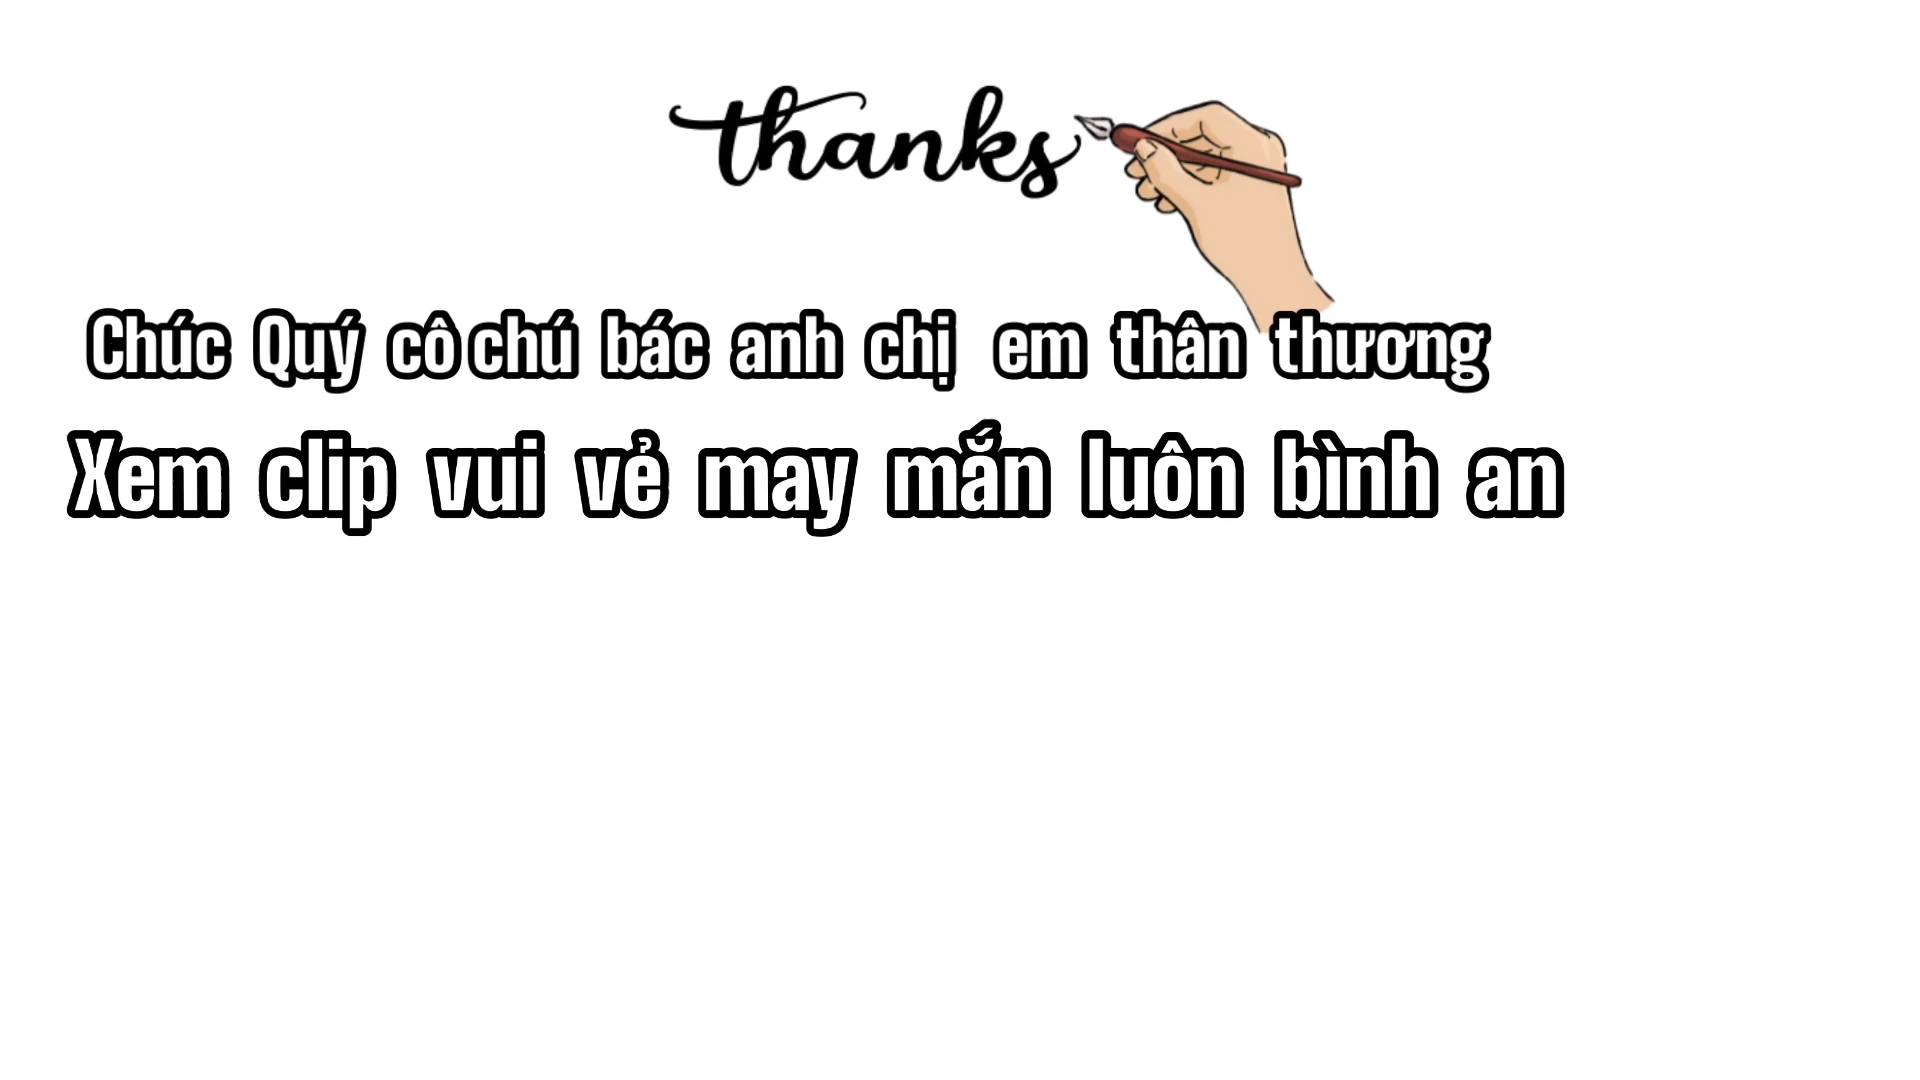 thanks
Chúc Quý cô chú bác anh chị em thân thương
Xem clip vui vẻ may mắn luôn bình an